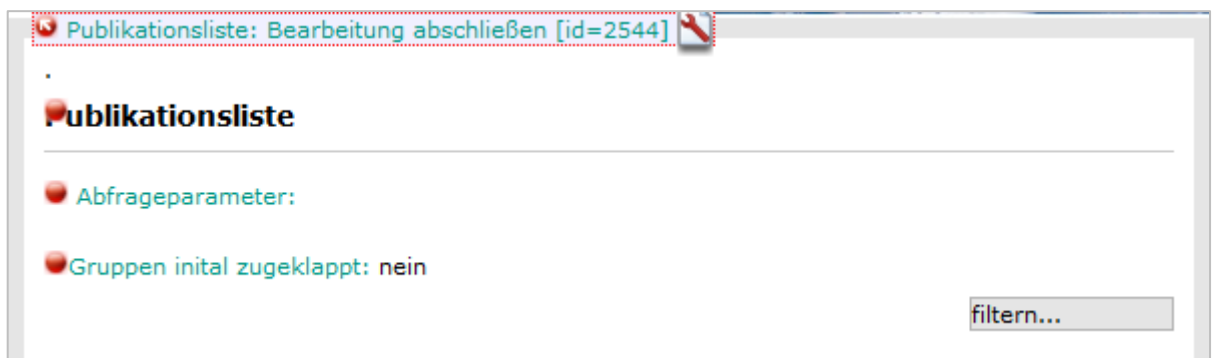 Publikationsliste: Bearbeitung abschließen [id=2544]
.
Publikationsliste
Abfrageparameter:
Gruppen inital zugeklappt: nein
filtern...